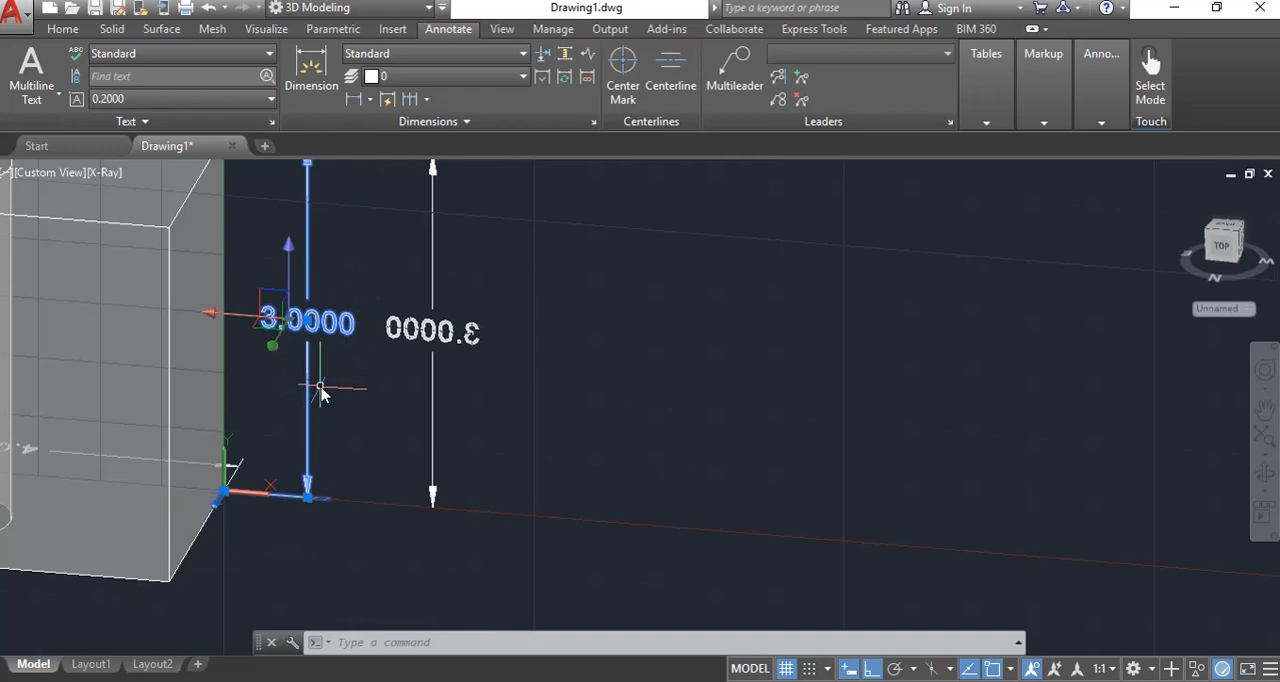 3D Modeling
Drawing1.dwg
Type a keyword or phrase
Sign In
Home Solid Surface Mesh Visualize Parametric Insert Annotate View Manage Output Add-ins Collaborate Express Tools Featured Apps BIM 360
Multiline
Text
ABC
Standard
Find text
0.2000
Text
Dimension
Standard
0
Dimensions
Center
Mark
Centerline
Centerlines
Multileader
Leaders
Tables
Markup
Anno...
Select
Mode
Touch
Start
Drawing1*
[-][Custom View][X-Ray]
TOP
N
Unnamed
3.0000
3.0000
4.
Y
X
Type a command
Model
Layout1
Layout2
MODEL
1:1